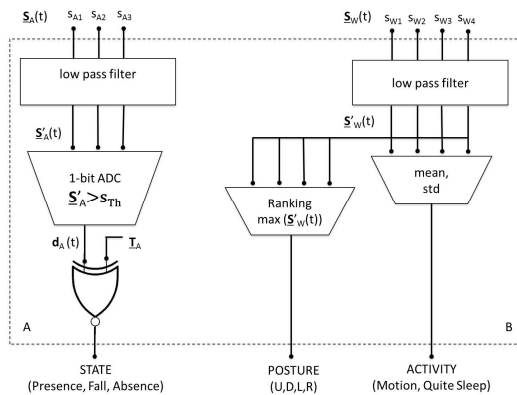 S_A(t) s_A1 s_A2 s_A3
S_W(t) s_W1 s_W2 s_W3 s_W4
low pass filter
low pass filter
S'_A(t)
S'_W(t)
1-bit ADC
S'_A>s_Th
Ranking
max (S'_W(t))
mean,
std
d_A(t)
T_A
A
B
STATE
(Presence, Fall, Absence)
POSTURE
(U,D,L,R)
ACTIVITY
(Motion, Quite Sleep)